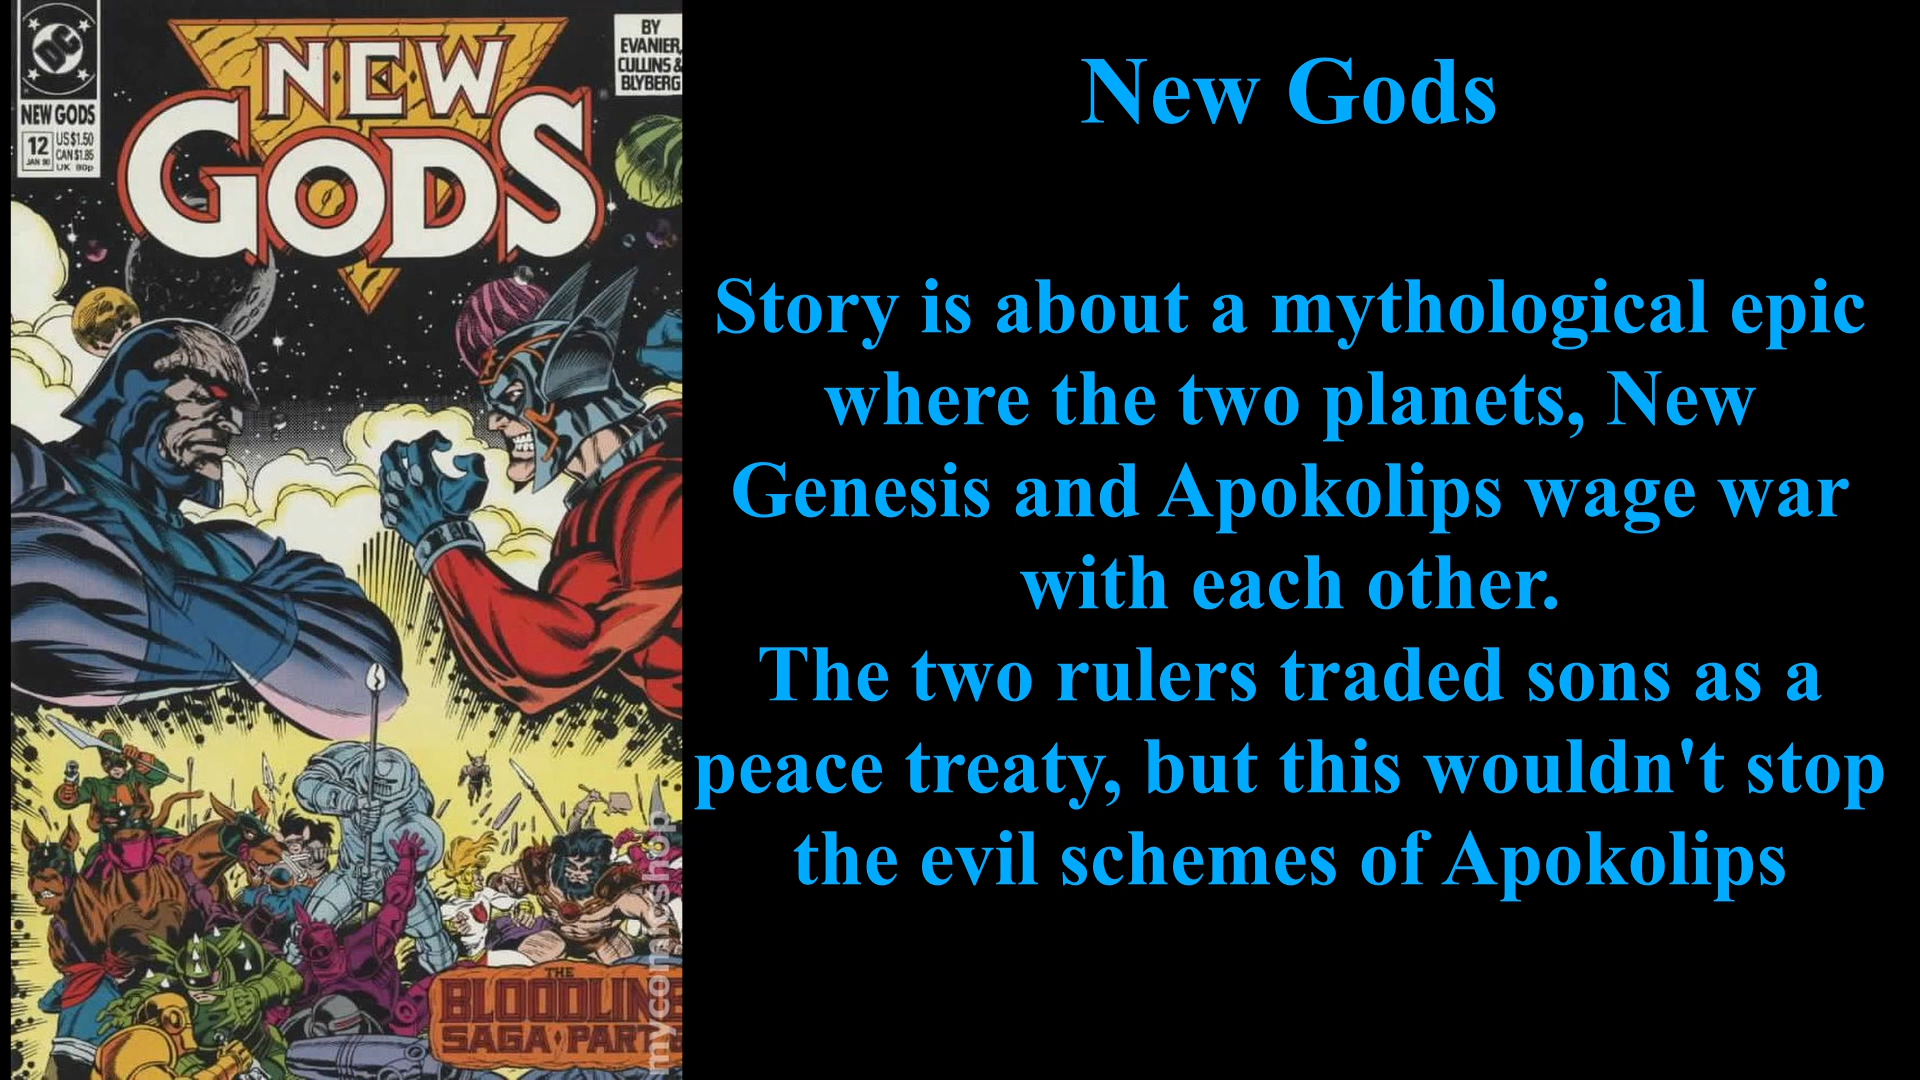 DC
NEW GODS
12
JAN 90
US $1.50
CAN $1.85
UK 80p
NEW
GODS
BY
EVANIER,
CULLINS &
BLYBERG
THE
BLOODLINE
SAGA • PART
mycomicshop
New Gods
Story is about a mythological epic
where the two planets, New
Genesis and Apokolips wage war
with each other.
The two rulers traded sons as a
peace treaty, but this wouldn't stop
the evil schemes of Apokolips